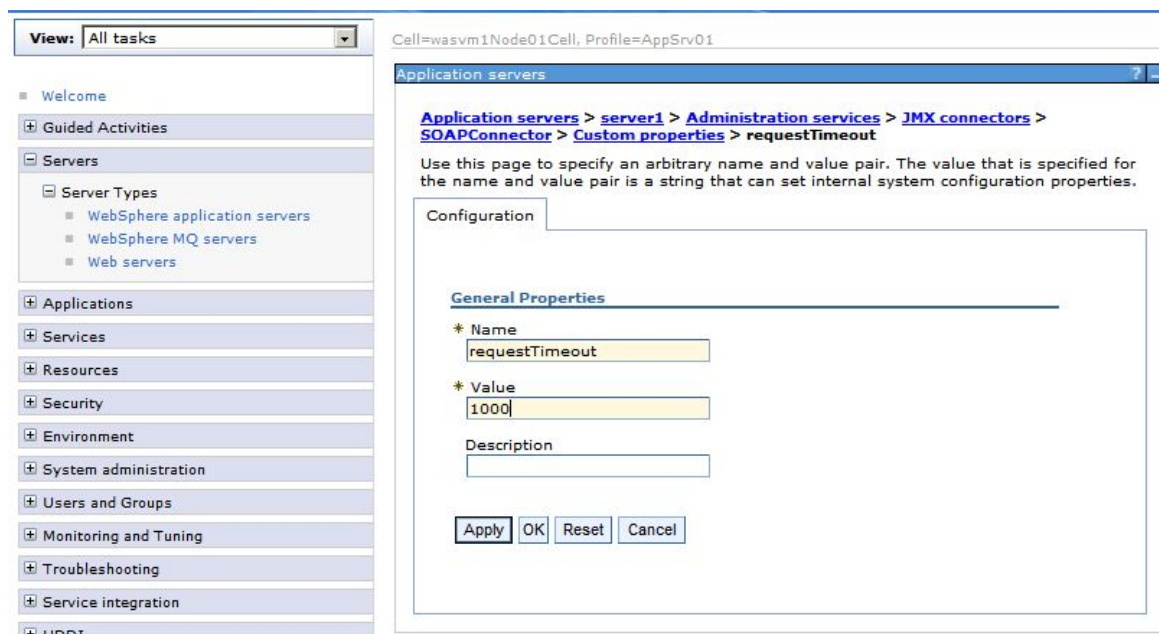 View: All tasks
Welcome
Guided Activities
Servers
Server Types
WebSphere application servers
WebSphere MQ servers
Web servers
Applications
Services
Resources
Security
Environment
System administration
Users and Groups
Monitoring and Tuning
Troubleshooting
Service integration
UDDI
Cell=wasvm1Node01Cell, Profile=AppSrv01
Application servers ? –
Application servers > server1 > Administration services > JMX connectors >
SOAPConnector > Custom properties > requestTimeout
Use this page to specify an arbitrary name and value pair. The value that is specified for
the name and value pair is a string that can set internal system configuration properties.
Configuration
General Properties
* Name
requestTimeout
* Value
1000
Description
Apply OK Reset Cancel